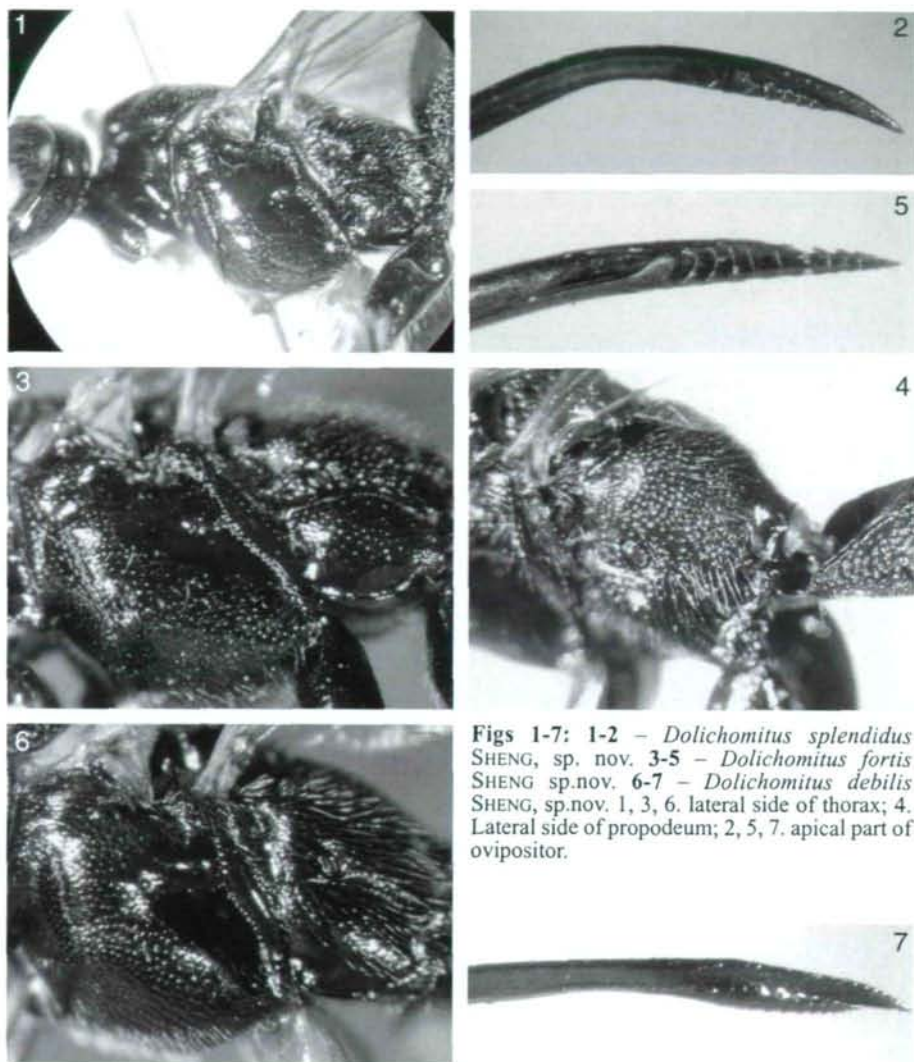 1
2
5
3
4
6
Figs 1-7: 1-2 – Dolichomitus splendidus
SHENG, sp. nov. 3-5 – Dolichomitus fortis
SHENG sp.nov. 6-7 – Dolichomitus debilis
SHENG, sp.nov. 1, 3, 6. lateral side of thorax; 4.
Lateral side of propodeum; 2, 5, 7. apical part of
ovipositor.
7